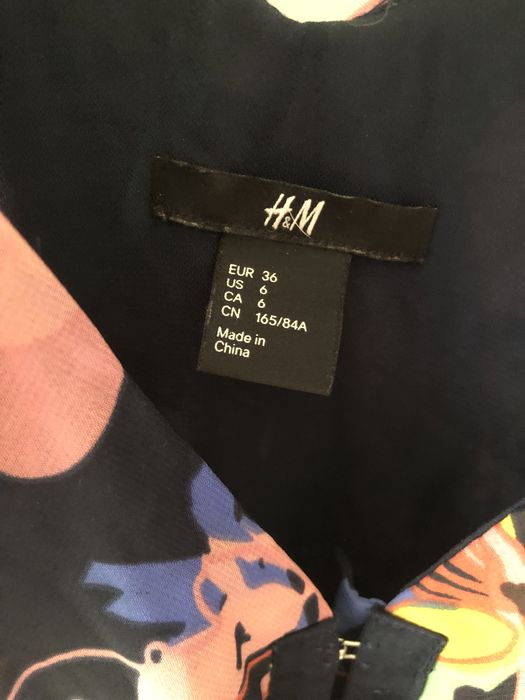 H&M
EUR 36
US 6
CA 6
CN 165/84A
Made in
China